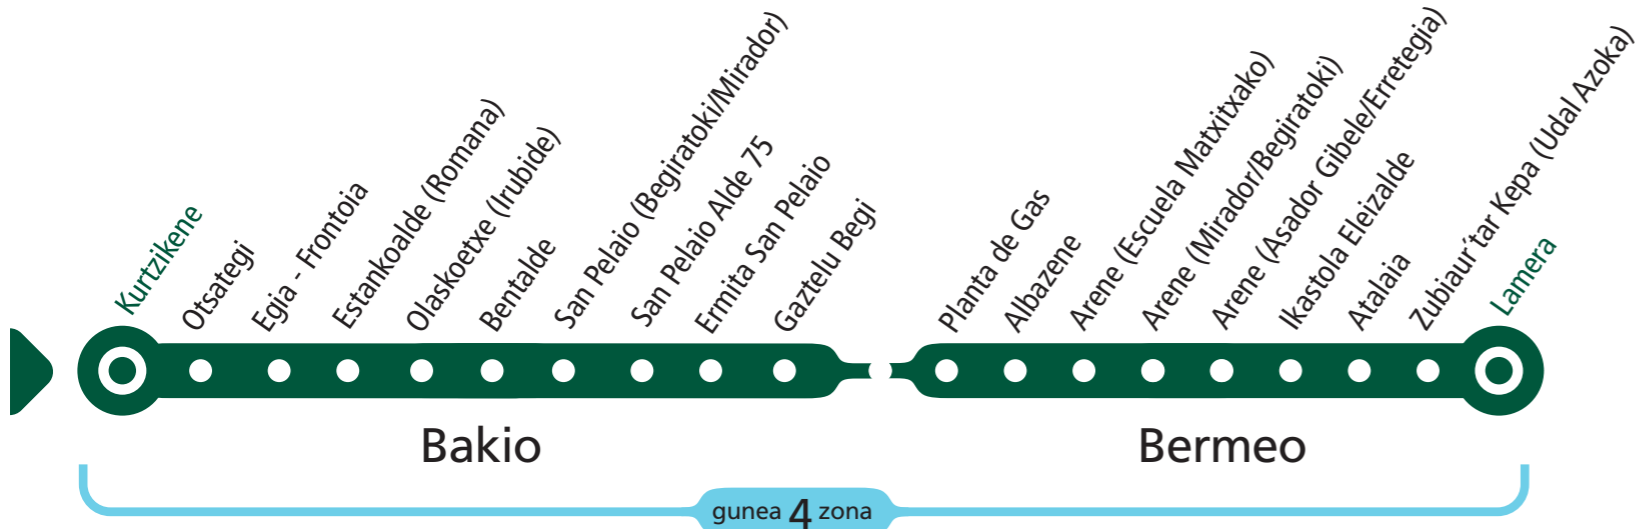 Kurtzikene
Otsategi
Egia - Frontoia
Estankoalde (Romana)
Olaskoetxe (Irubide)
Bentalde
San Pelaio (Begiratoki/Mirador)
San Pelaio Alde 75
Ermita San Pelaio
Gaztelu Begi
Planta de Gas
Albazene
Arene (Escuela Matxitxako)
Arene (Mirador/Begiratoki)
Arene (Asador Gibele/Erretegia)
Ikastola Eleizalde
Atalaia
Zubiaur´tar Kepa (Udal Azoka)
Lamera
Bakio
Bermeo
gunea 4 zona